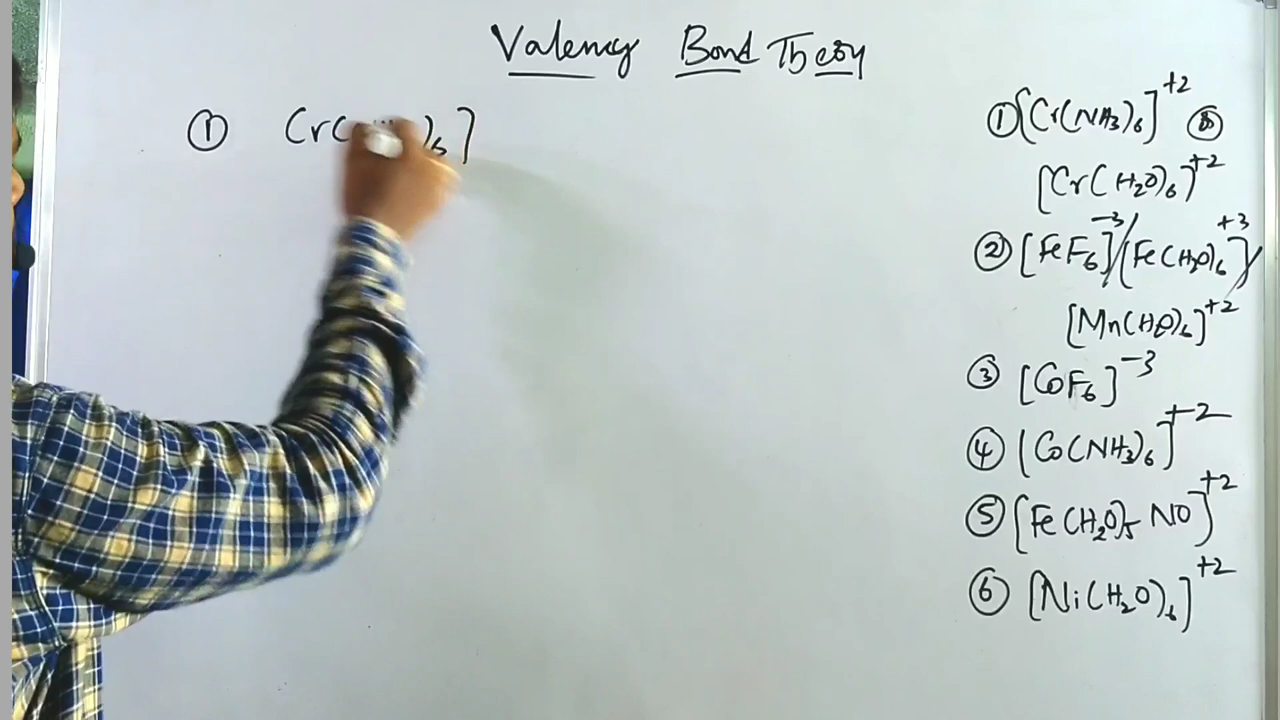 Valency Bond Theory
① Cr( )6]
①[Cr(NH3)6]+2 ⑧
[Cr(H2O)6]+2
② [FeF6]-3/[Fe(H2O)6]+3/
[Mn(H2O)6]+2
③ [CoF6]-3
④ [Co(NH3)6]+2
⑤ [Fe(H2O)5 NO]+2
⑥ [Ni(H2O)6]+2